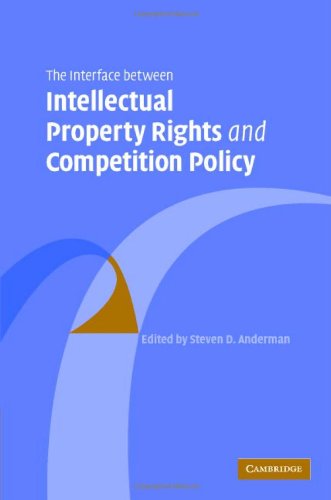 The Interface between
Intellectual
Property Rights and
Competition Policy
Edited by Steven D. Anderman
CAMBRIDGE